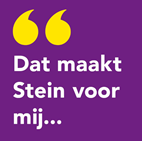 “
Dat maakt
Stein voor
mij...